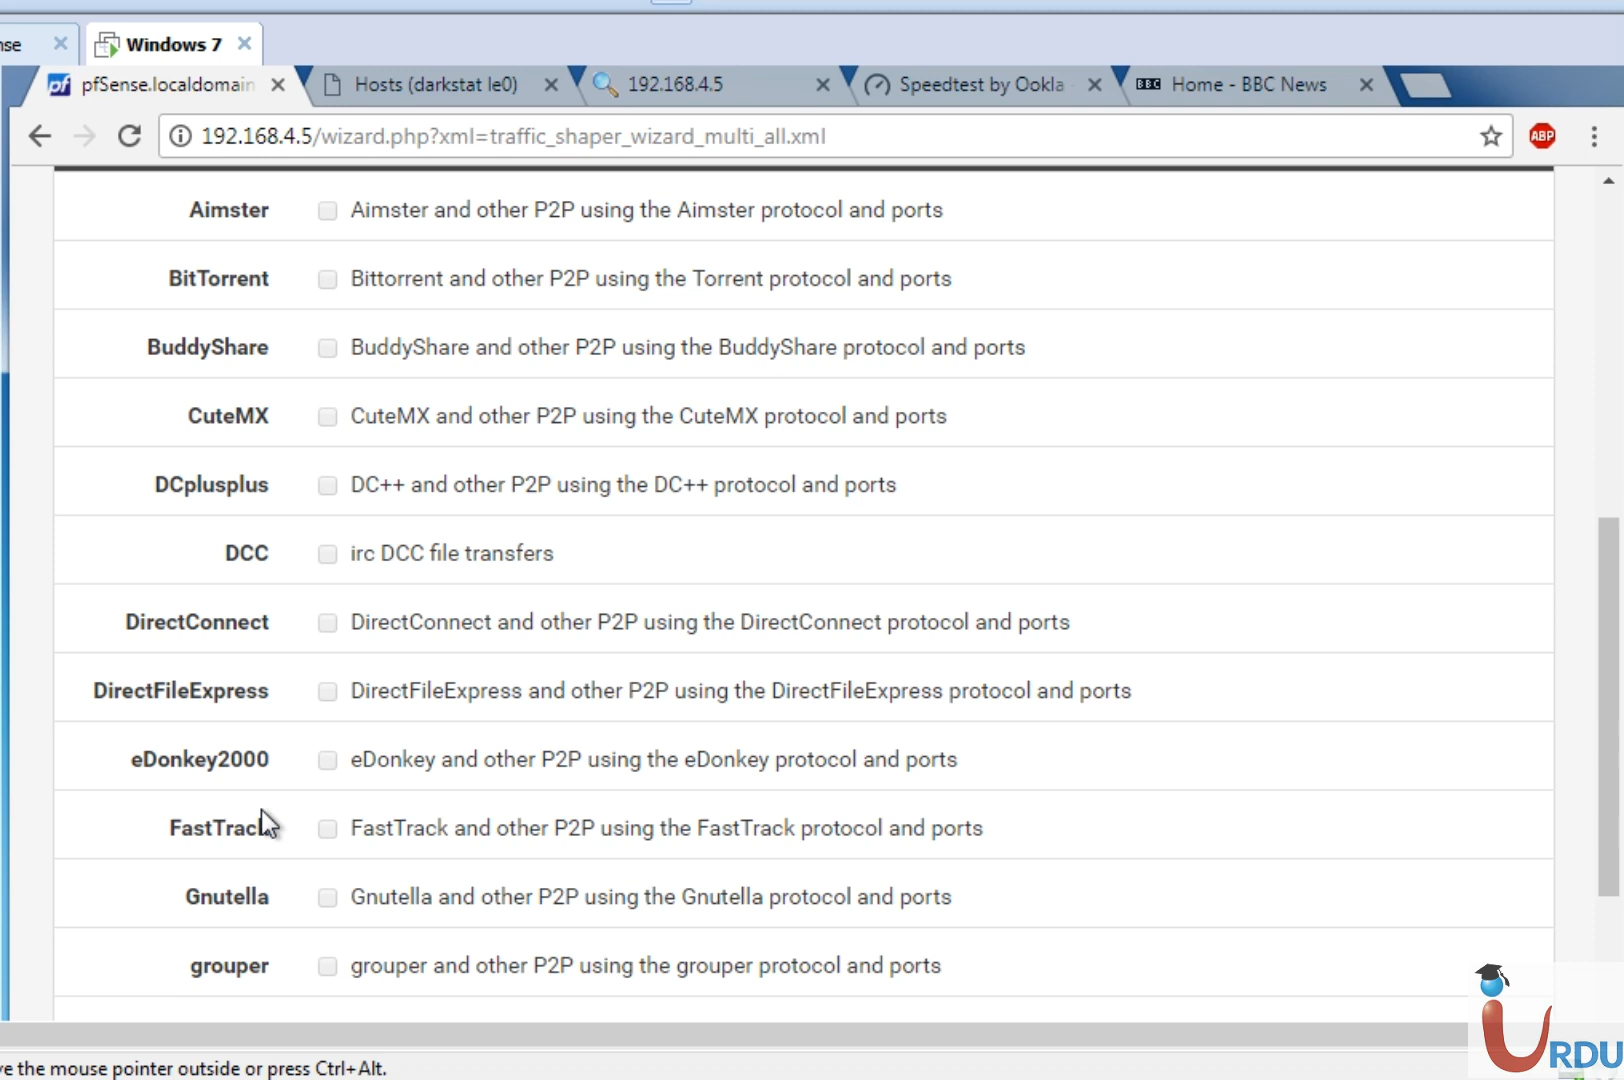 nse
Windows 7
pfSense.localdomain
Hosts (darkstat le0)
192.168.4.5
Speedtest by Ookla
Home - BBC News
192.168.4.5/wizard.php?xml=traffic_shaper_wizard_multi_all.xml
ABP
Aimster
Aimster and other P2P using the Aimster protocol and ports
BitTorrent
Bittorrent and other P2P using the Torrent protocol and ports
BuddyShare
BuddyShare and other P2P using the BuddyShare protocol and ports
CuteMX
CuteMX and other P2P using the CuteMX protocol and ports
DCplusplus
DC++ and other P2P using the DC++ protocol and ports
DCC
irc DCC file transfers
DirectConnect
DirectConnect and other P2P using the DirectConnect protocol and ports
DirectFileExpress
DirectFileExpress and other P2P using the DirectFileExpress protocol and ports
eDonkey2000
eDonkey and other P2P using the eDonkey protocol and ports
FastTrack
FastTrack and other P2P using the FastTrack protocol and ports
Gnutella
Gnutella and other P2P using the Gnutella protocol and ports
grouper
grouper and other P2P using the grouper protocol and ports
iURDU
ve the mouse pointer outside or press Ctrl+Alt.